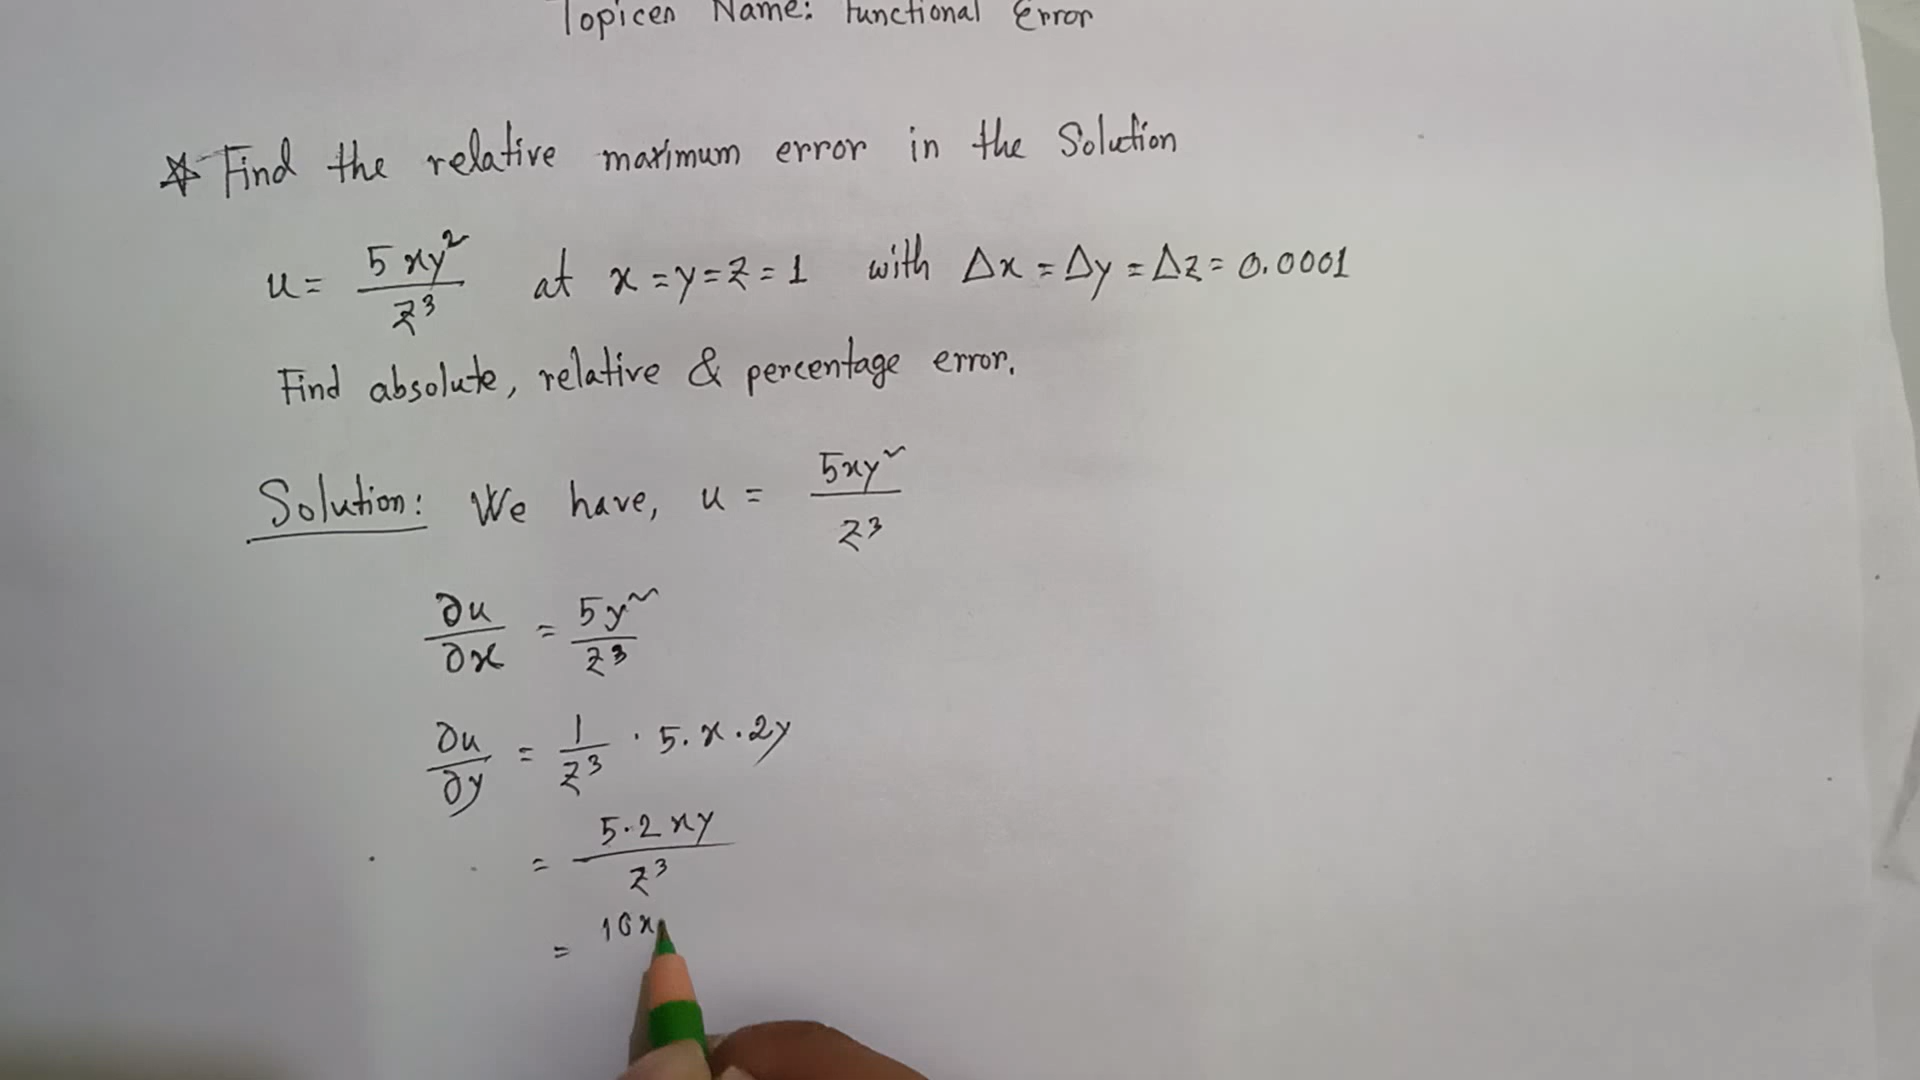 Topicen Name: Functional Error
☆ Find the relative maximum error in the Solution
u = 5xy²/z³ at x = y = z = 1 with Δx = Δy = Δz = 0.0001
Find absolute, relative & percentage error.
Solution: We have, u = 5xy²/z³
∂u/∂x = 5y²/z³
∂u/∂y = 1/z³ · 5.x.2y
= 5·2xy/z³
= 10x